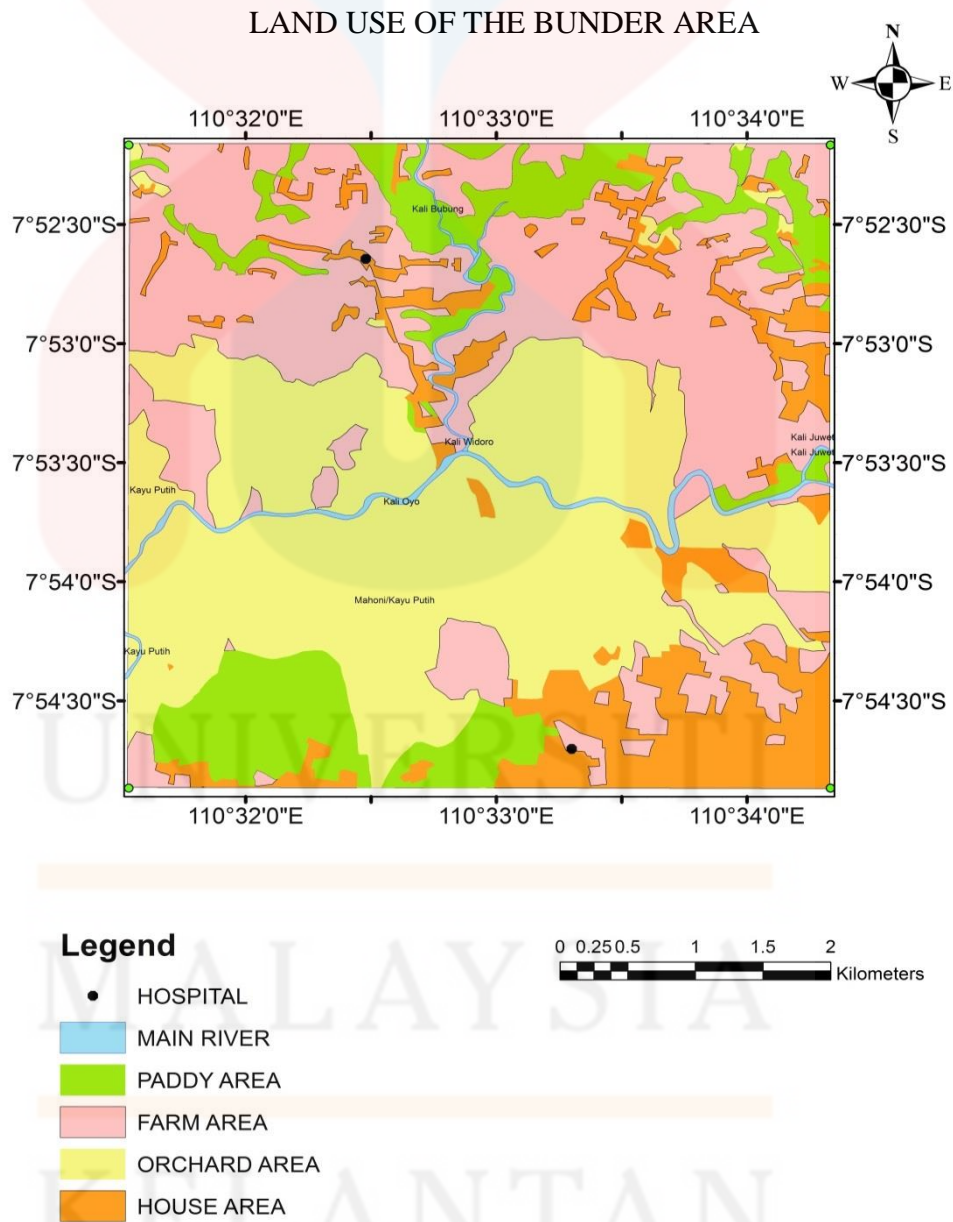 LAND USE OF THE BUNDER AREA
N
W E
S
110°32'0"E 110°33'0"E 110°34'0"E
Kali Bubung
7°52'30"S 7°52'30"S
7°53'0"S 7°53'0"S
Kali Widoro Kali Juwet
Kali Juwet
7°53'30"S 7°53'30"S
Kayu Putih
Kali Oyo
7°54'0"S 7°54'0"S
Mahoni/Kayu Putih
Kayu Putih
7°54'30"S 7°54'30"S
UNIVERSITI
110°32'0"E 110°33'0"E 110°34'0"E
Legend
0 0.25 0.5 1 1.5 2
Kilometers
HOSPITAL
MALAYSIA
MAIN RIVER
PADDY AREA
FARM AREA
ORCHARD AREA
KELANTAN
HOUSE AREA